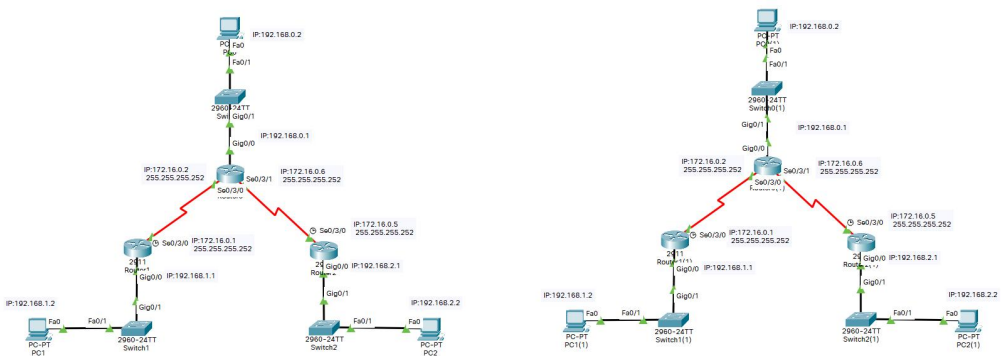 IP:192.168.0.2
Fa0
Fa0/1
2960-24TT
Gig0/1
IP:192.168.0.1
Gig0/0
IP:172.16.0.2
255.255.255.252
IP:172.16.0.6
255.255.255.252
Se0/3/1
Se0/3/0
IP:172.16.0.1
255.255.255.252
Se0/3/0
IP:172.16.0.5
255.255.255.252
Se0/3/0
2911
Gig0/0
IP:192.168.1.1
Gig0/0
IP:192.168.2.1
Gig0/1
Gig0/1
IP:192.168.1.2
Fa0
Fa0/1
PC-PT
PC1
2960-24TT
Switch1
IP:192.168.2.2
Fa0/1
Fa0
2960-24TT
Switch2
PC-PT
PC2
IP:192.168.0.2
PC-PT
Fa0
Fa0/1
2960-24TT
Switch0(1)
Gig0/1
IP:192.168.0.1
Gig0/0
IP:172.16.0.2
255.255.255.252
IP:172.16.0.6
255.255.255.252
Se0/3/1
Se0/3/0
IP:172.16.0.1
255.255.255.252
Se0/3/0
IP:172.16.0.5
255.255.255.252
Se0/3/0
Gig0/0
IP:192.168.1.1
Gig0/0
IP:192.168.2.1
Gig0/1
Gig0/1
IP:192.168.1.2
Fa0
Fa0/1
PC-PT
PC1(1)
2960-24TT
Switch1(1)
IP:192.168.2.2
Fa0/1
Fa0
2960-24TT
Switch2(1)
PC-PT
PC2(1)